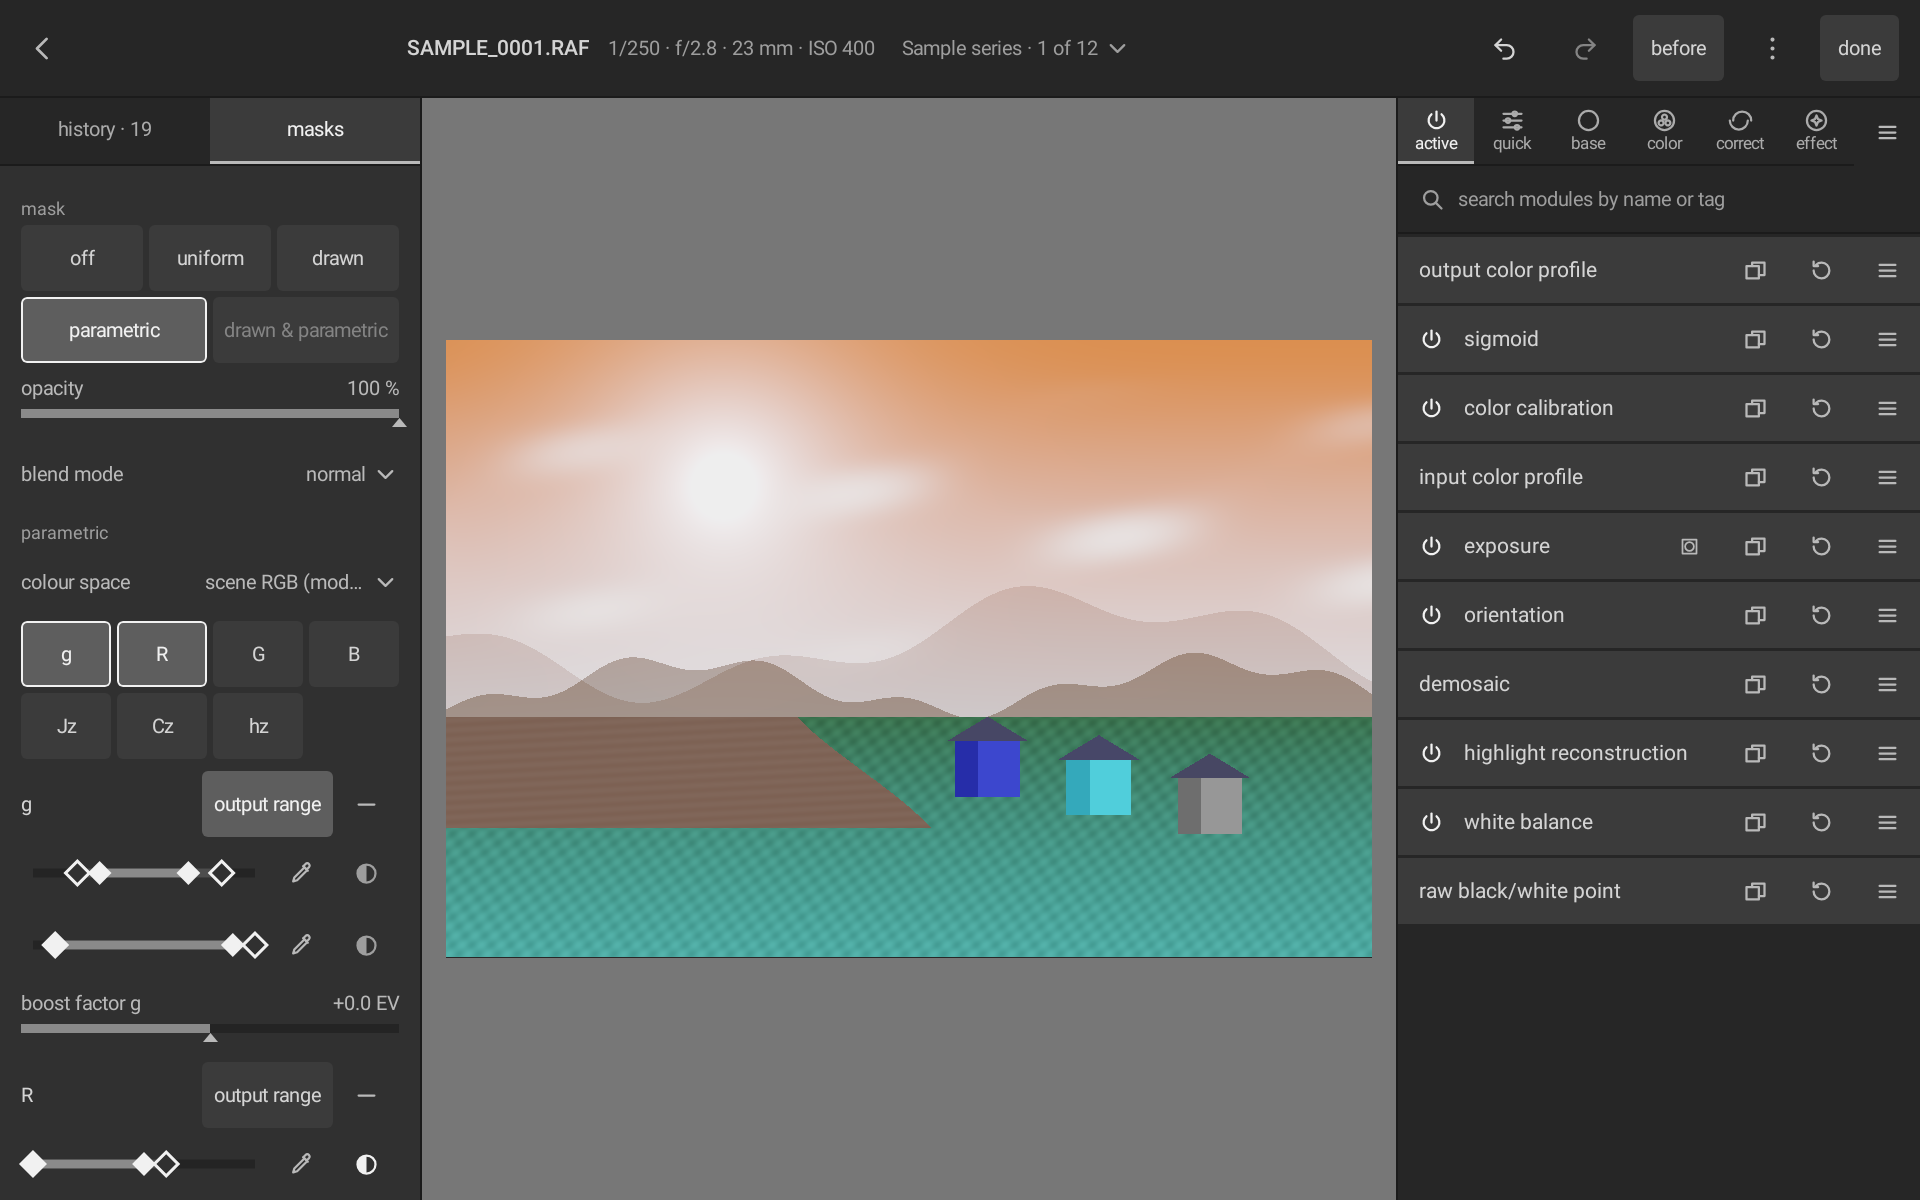 SAMPLE_0001.RAF 1/250 · f/2.8 · 23 mm · ISO 400 Sample series · 1 of 12
before
done
history · 19
masks
mask
off
uniform
drawn
parametric
drawn & parametric
opacity 100 %
blend mode normal
parametric
colour space scene RGB (mod...
g
R
G
B
Jz
Cz
hz
g output range
boost factor g +0.0 EV
R output range
active
quick
base
color
correct
effect
search modules by name or tag
output color profile
sigmoid
color calibration
input color profile
exposure
orientation
demosaic
highlight reconstruction
white balance
raw black/white point